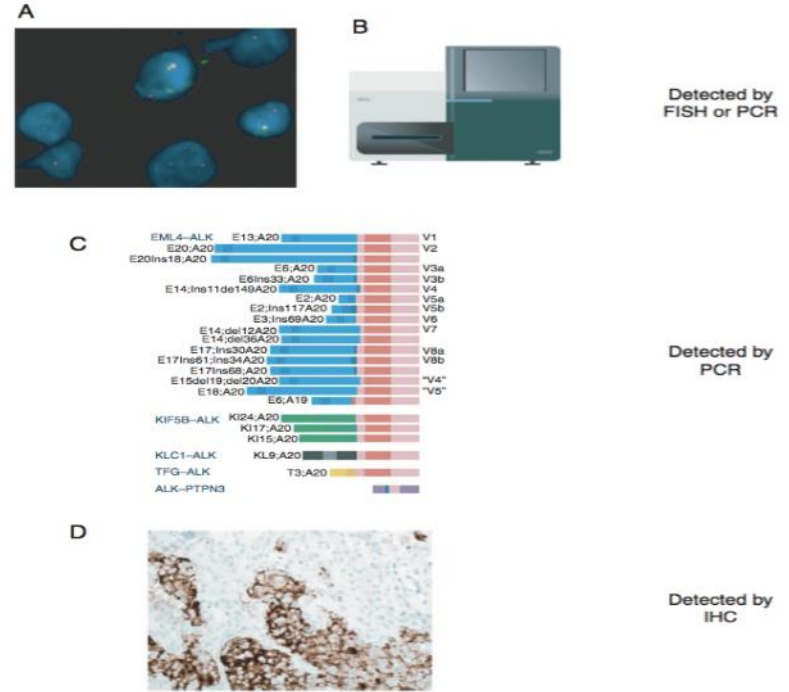 A
B
Detected by
FISH or PCR
C
EML4–ALK E13;A20 V1
E20;A20 V2
E20Ins18;A20
E6;A20 V3a
E6Ins33;A20 V3b
E14;Ins11de149A20 V4
E2;A20 V5a
E2;Ins117A20 V5b
E3;Ins69A20 V6
E14;del12A20 V7
E14;del36A20
E17;Ins30A20 V8a
E17Ins61;Ins34A20 V8b
E17Ins68;A20
E15del19;del20A20 "V4"
E18;A20 "V5"
E6;A19
KIF5B–ALK KI24;A20
KI17;A20
KI15;A20
KLC1–ALK KL9;A20
TFG–ALK T3;A20
ALK–PTPN3
Detected by
PCR
D
Detected by
IHC